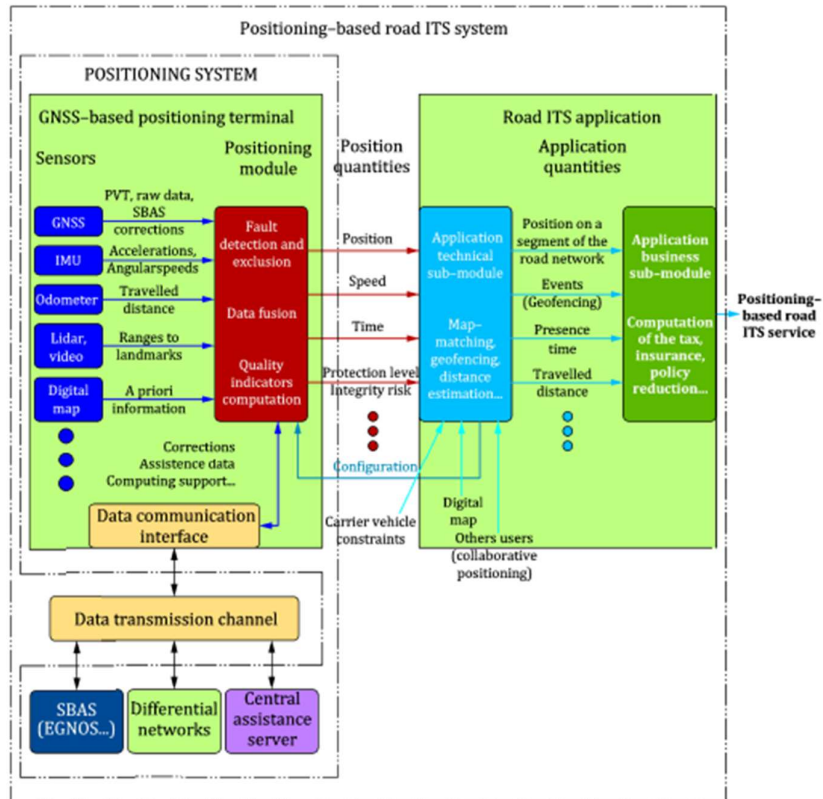 Positioning–based road ITS system
POSITIONING SYSTEM
GNSS–based positioning terminal
Sensors
Positioning
module
GNSS
IMU
Odometer
Lidar,
video
Digital
map
PVT, raw data,
SBAS
corrections
Accelerations,
Angularspeeds
Travelled
distance
Ranges to
landmarks
A priori
information
Fault
detection and
exclusion
Data fusion
Quality
indicators
computation
Corrections
Assistence data
Computing support...
Data communication
interface
Position
quantities
Position
Speed
Time
Protection level
Integrity risk
Configuration
Road ITS application
Application
quantities
Application
technical
sub–module
Map–
matching,
geofencing,
distance
estimation...
Position on a
segment of the
road network
Events
(Geofencing)
Presence
time
Travelled
distance
Application
business
sub–module
Computation
of the tax,
insurance,
policy
reduction...
Positioning–
based road
ITS service
Carrier vehicle
constraints
Digital
map
Others users
(collaborative
positioning)
Data transmission channel
SBAS
(EGNOS...)
Differential
networks
Central
assistance
server